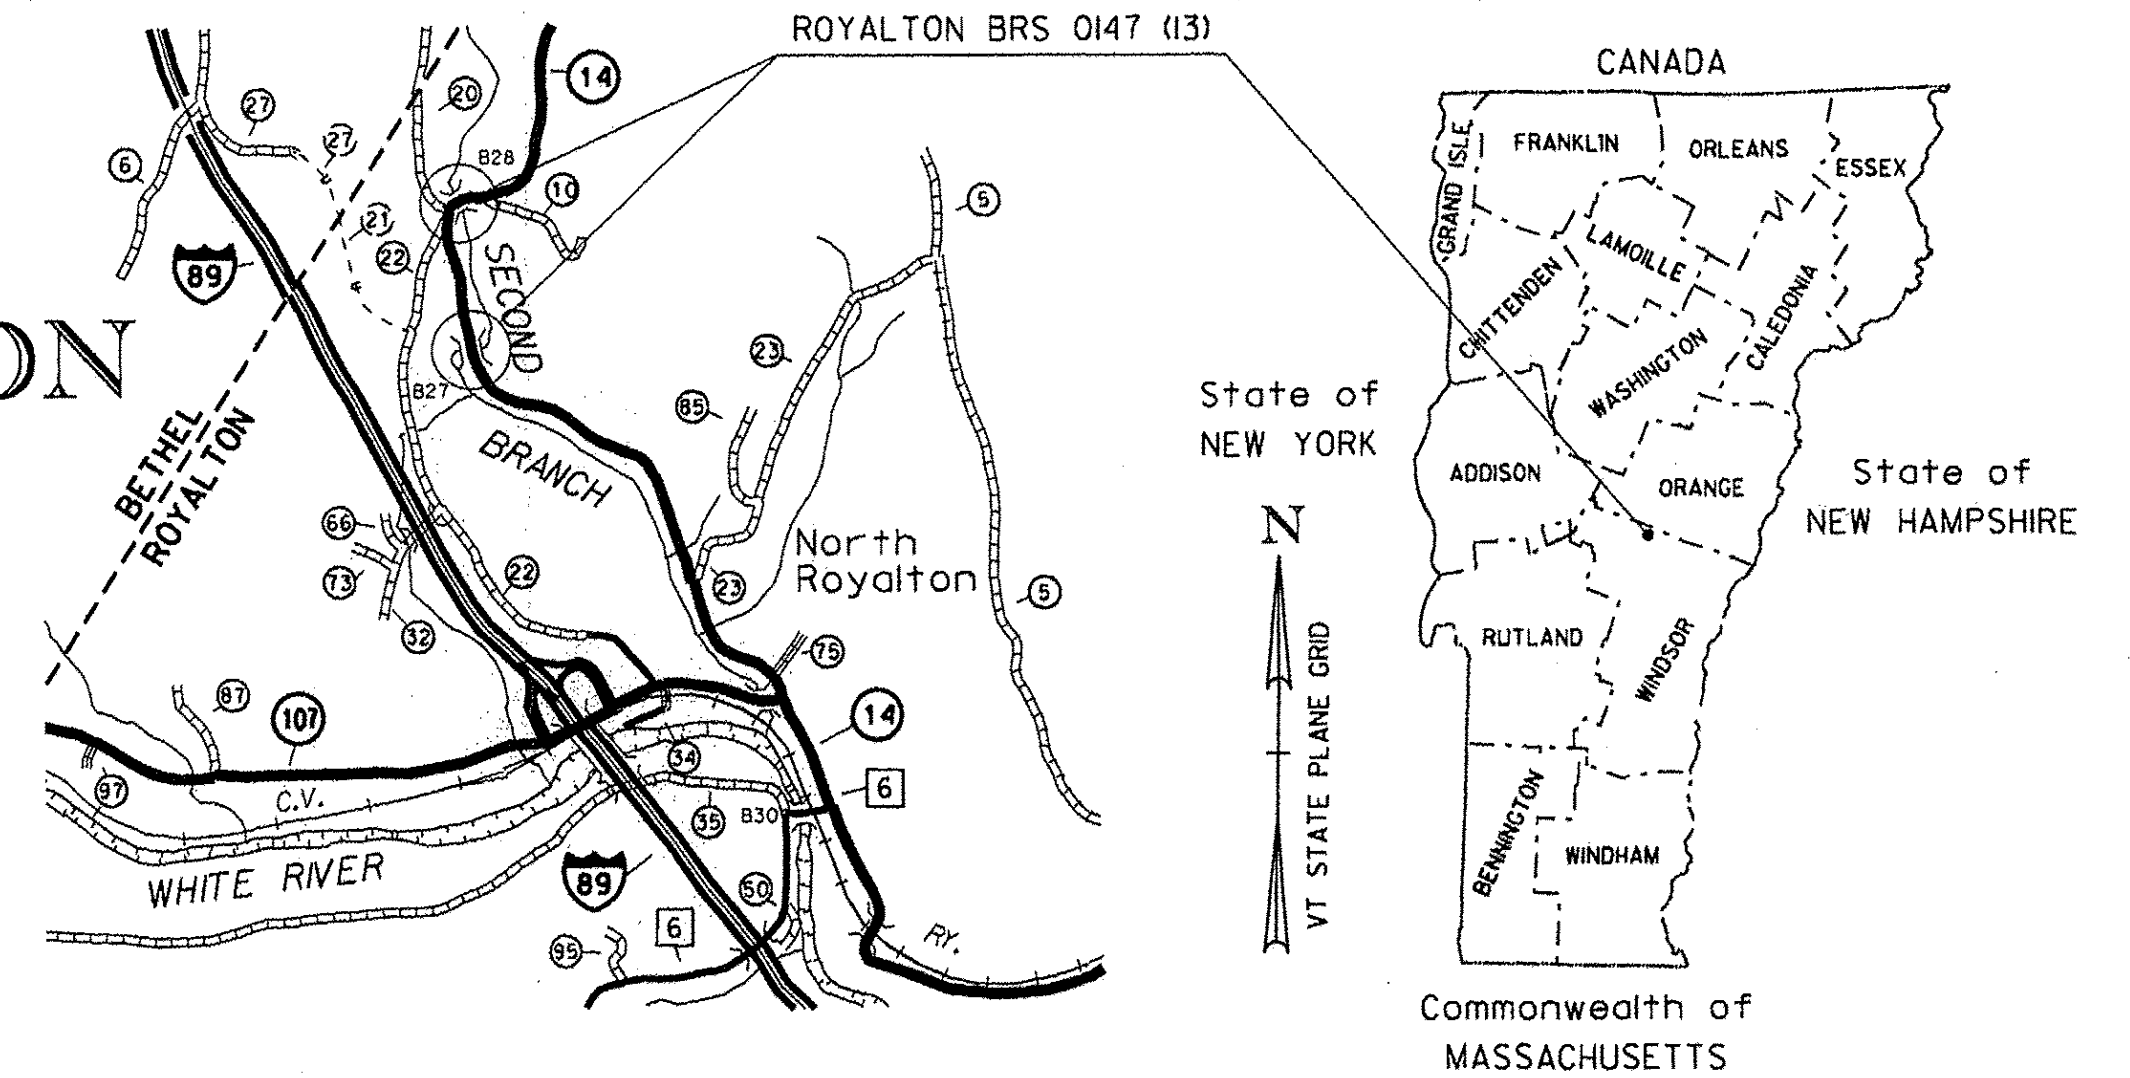 ROYALTON BRS 0147 (13)
14
27
20
27
6
B28
10
5
21
22
89
SECOND
23
B27
85
BETHEL
ROYALTON
BRANCH
66
North
Royalton
73
22
23
5
32
75
87
107
14
34
6
97
C.V.
35
B30
WHITE RIVER
89
50
6
95
RY.
ON
CANADA
GRAND ISLE
FRANKLIN
ORLEANS
ESSEX
LAMOILLE
CHITTENDEN
CALEDONIA
WASHINGTON
State of
NEW YORK
ADDISON
ORANGE
State of
NEW HAMPSHIRE
N
VT STATE PLANE GRID
RUTLAND
WINDSOR
BENNINGTON
WINDHAM
Commonwealth of
MASSACHUSETTS